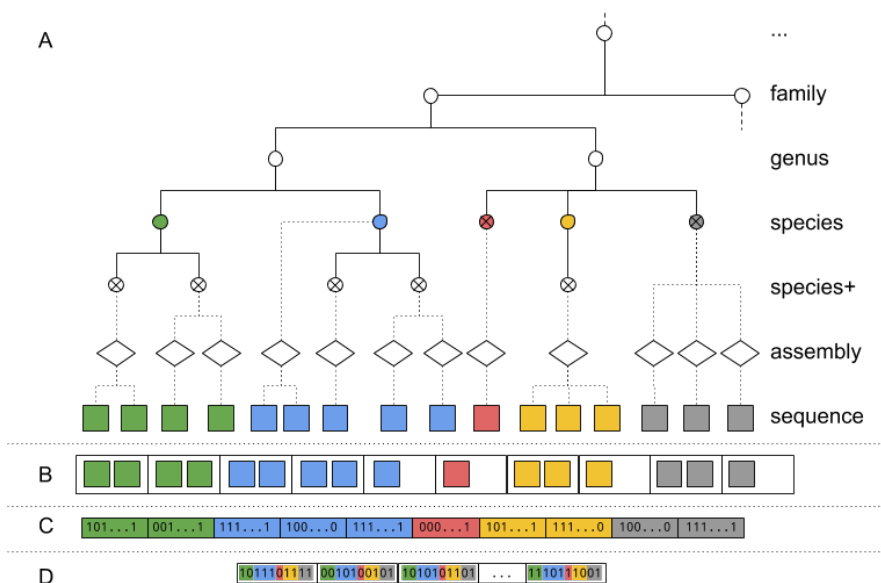 A
...
family
genus
species
species+
assembly
sequence
B
C
101...1 001...1 111...1 100...0 111...1 000...1 101...1 111...0 100...0 111...1
D
10111011111 0010100101 1010101101 ... 1110111001